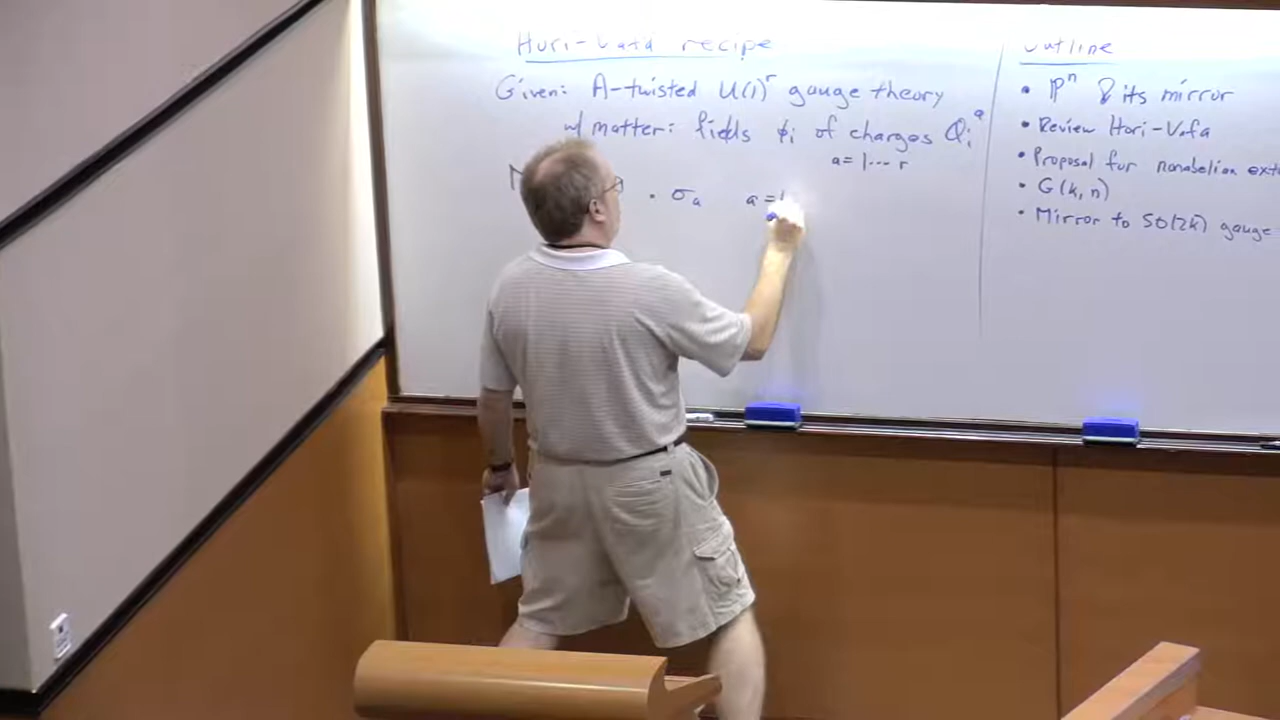 Hori-Vafa recipe
Given: A-twisted U(1)^r gauge theory
w/ matter: fields φ_i of charges Q_i^a
a=1...r
• σ_a a=1
Outline
• P^n & its mirror
• Review Hori-Vafa
• Proposal for nonabelian
• G(k,n)
• Mirror to SO(2k) gauge